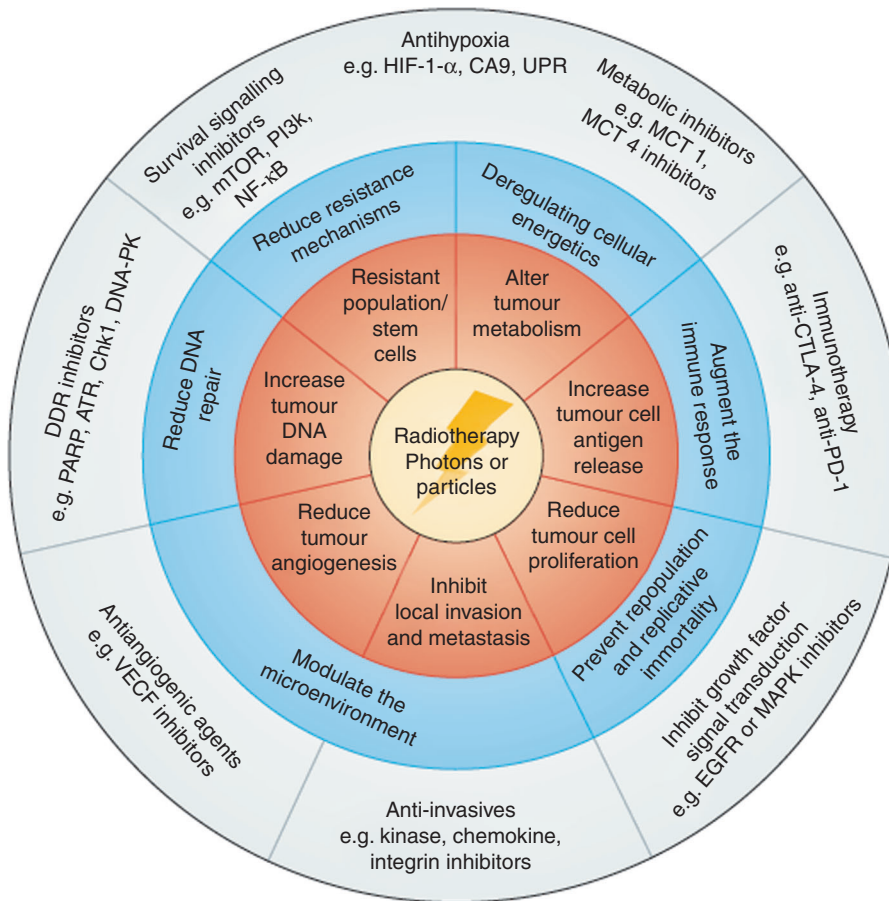 Antihypoxia
e.g. HIF-1-α, CA9, UPR
Metabolic inhibitors
e.g. MCT 1,
MCT 4 inhibitors
Immunotherapy
e.g. anti-CTLA-4, anti-PD-1
Inhibit growth factor
signal transduction
e.g. EGFR or MAPK inhibitors
Anti-invasives
e.g. kinase, chemokine,
integrin inhibitors
Antiangiogenic agents
e.g. VECF inhibitors
DDR inhibitors
e.g. PARP, ATR, Chk1, DNA-PK
Survival signalling
inhibitors
e.g. mTOR, PI3k,
NF-κB
Reduce resistance
mechanisms
Deregulating cellular
energetics
Augment the
immune response
Prevent repopulation
and replicative
immortality
Modulate the
microenvironment
Reduce DNA
repair
Resistant
population/
stem
cells
Alter
tumour
metabolism
Increase
tumour cell
antigen
release
Reduce
tumour cell
proliferation
Inhibit
local invasion
and metastasis
Reduce
tumour
angiogenesis
Increase
tumour
DNA
damage
Radiotherapy
Photons or
particles